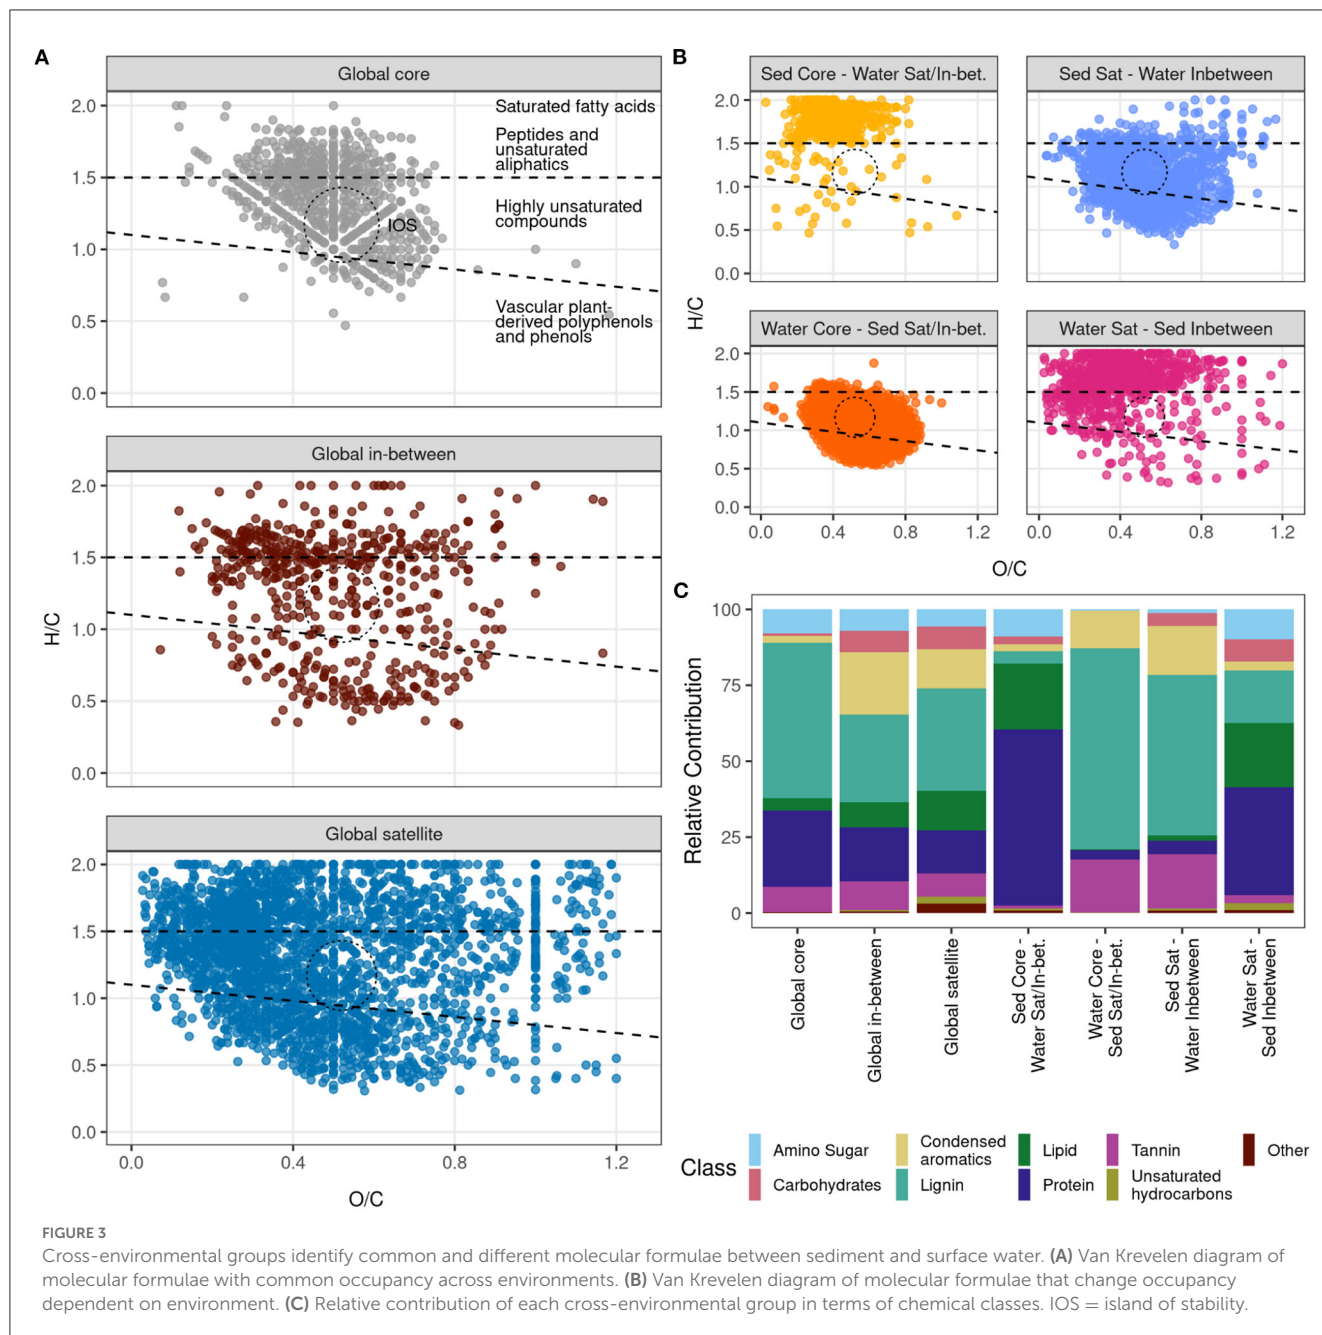 A
Global core
2.0
1.5
1.0
0.5
0.0
Saturated fatty acids
Peptides and
unsaturated
aliphatics
Highly unsaturated
compounds
IOS
Vascular plant-
derived polyphenols
and phenols
Global in-between
2.0
1.5
1.0
0.5
0.0
H/C
Global satellite
2.0
1.5
1.0
0.5
0.0
0.0 0.4 0.8 1.2
O/C
B
Sed Core - Water Sat/In-bet.
Sed Sat - Water Inbetween
2.0
1.5
1.0
0.5
0.0
H/C
Water Core - Sed Sat/In-bet.
Water Sat - Sed Inbetween
2.0
1.5
1.0
0.5
0.0
0.0 0.4 0.8 1.2
0.0 0.4 0.8 1.2
O/C
C
Relative Contribution
100
75
50
25
0
Global core
Global in-between
Global satellite
Sed Core -
Water Sat/In-bet.
Water Core -
Sed Sat/In-bet.
Sed Sat -
Water Inbetween
Water Sat -
Sed Inbetween
Class
Amino Sugar
Carbohydrates
Condensed
aromatics
Lignin
Lipid
Protein
Tannin
Unsaturated
hydrocarbons
Other
FIGURE 3
Cross-environmental groups identify common and different molecular formulae between sediment and surface water. (A) Van Krevelen diagram of
molecular formulae with common occupancy across environments. (B) Van Krevelen diagram of molecular formulae that change occupancy
dependent on environment. (C) Relative contribution of each cross-environmental group in terms of chemical classes. IOS = island of stability.